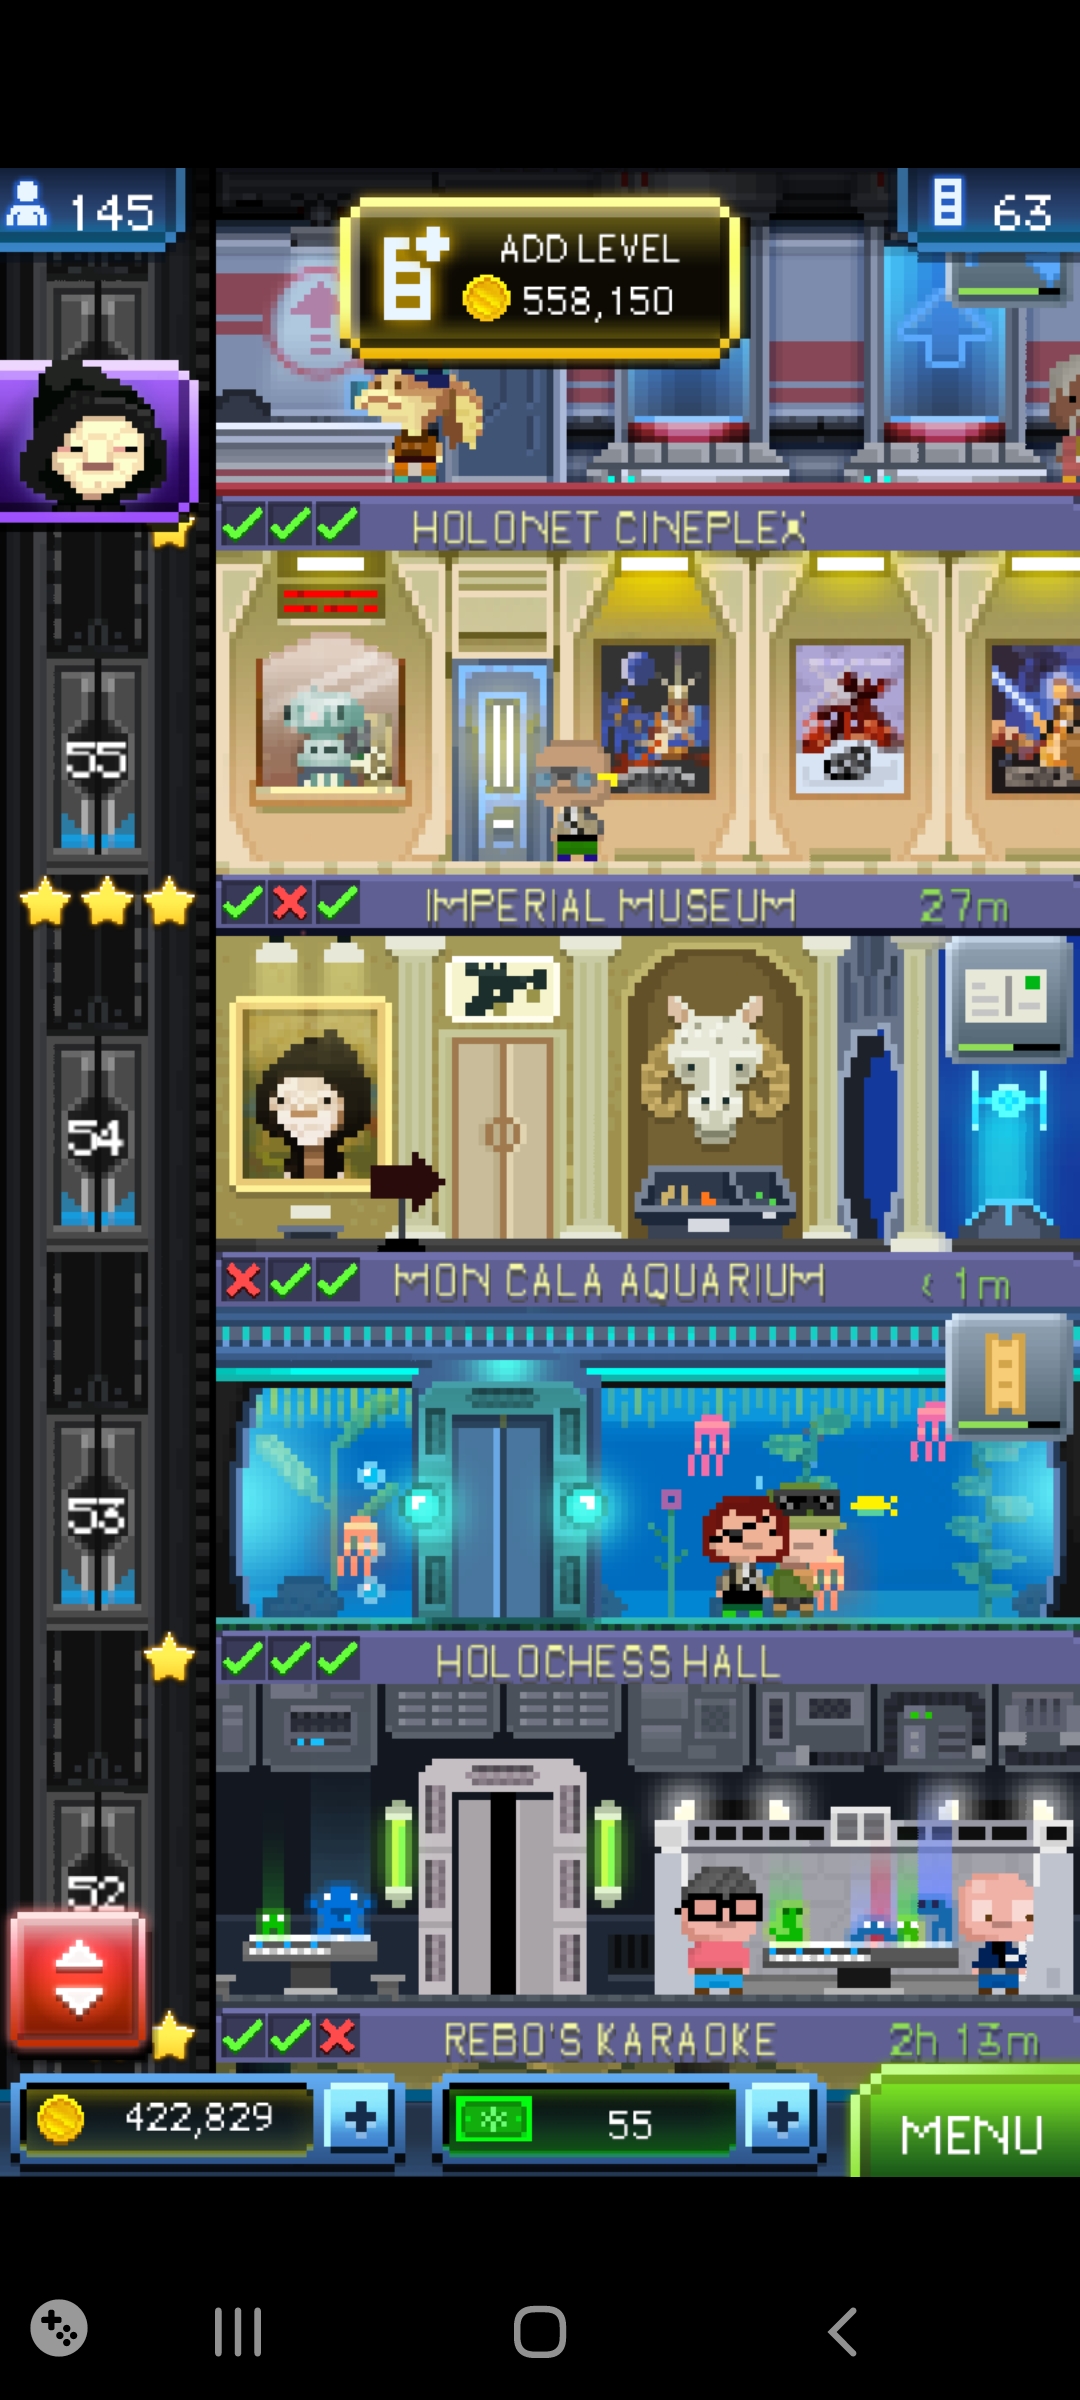 145
ADD LEVEL
558,150
63
HOLONET CINEPLEX
55
IMPERIAL MUSEUM
27m
54
MON CALA AQUARIUM
< 1m
53
HOLOCHESS HALL
52
REBO'S KARAOKE
2h 13m
422,829
55
MENU